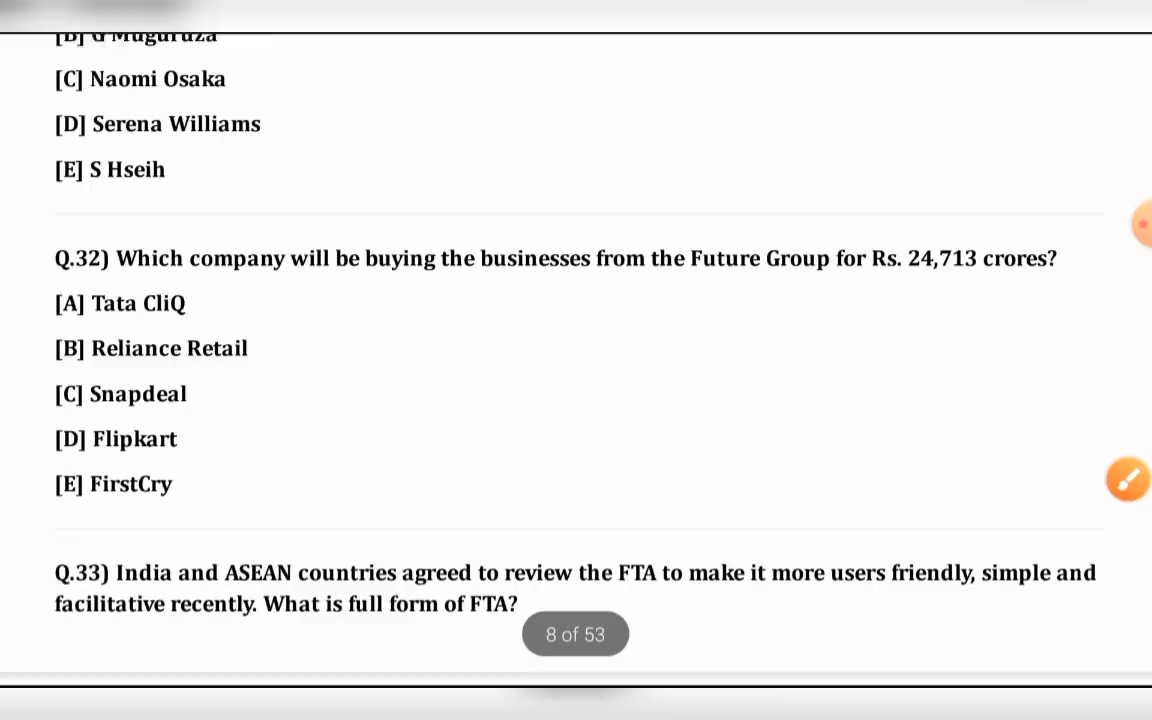 [B] G Muguruza
[C] Naomi Osaka
[D] Serena Williams
[E] S Hseih
Q.32) Which company will be buying the businesses from the Future Group for Rs. 24,713 crores?
[A] Tata CliQ
[B] Reliance Retail
[C] Snapdeal
[D] Flipkart
[E] FirstCry
Q.33) India and ASEAN countries agreed to review the FTA to make it more users friendly, simple and
facilitative recently. What is full form of FTA?
8 of 53